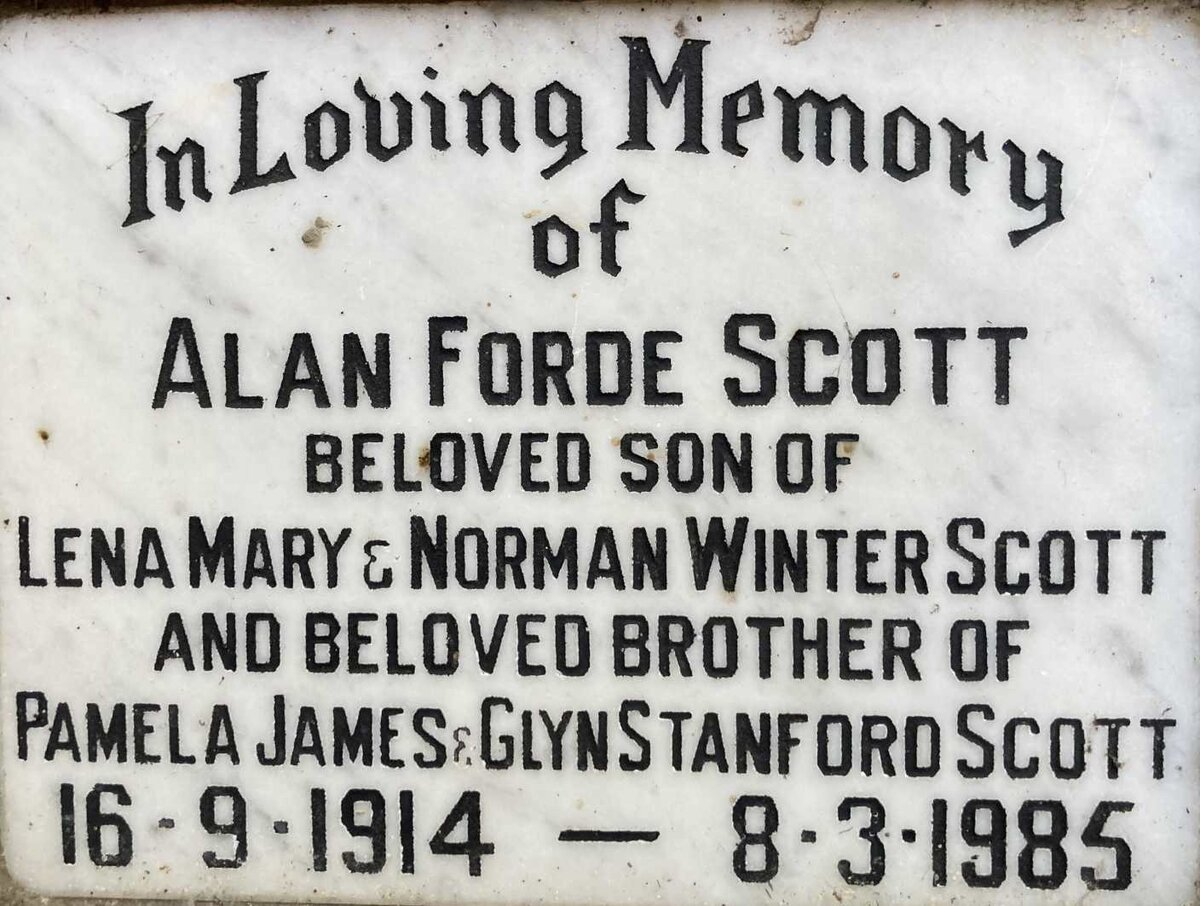 In Loving Memory
of
ALAN FORDE SCOTT
BELOVED SON OF
LENA MARY & NORMAN WINTER SCOTT
AND BELOVED BROTHER OF
PAMELA JAMES & GLYN STANFORD SCOTT
16·9·1914 — 8·3·1985